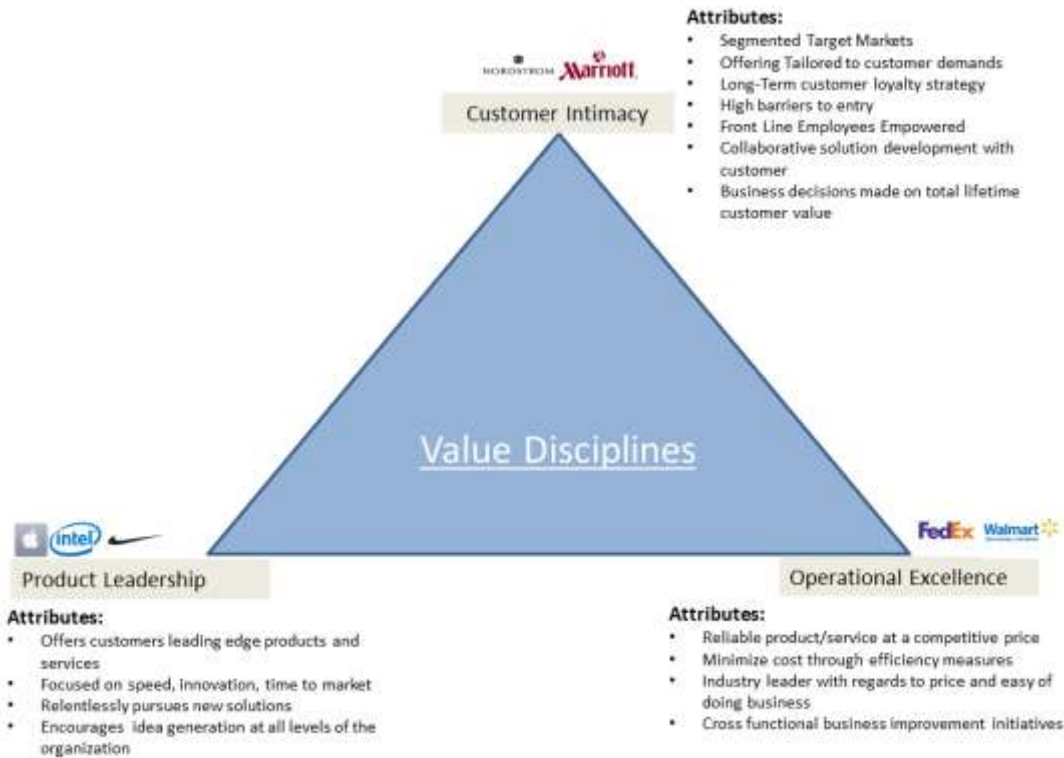 Attributes:
• Segmented Target Markets
• Offering Tailored to customer demands
• Long-Term customer loyalty strategy
• High barriers to entry
• Front Line Employees Empowered
• Collaborative solution development with
customer
• Business decisions made on total lifetime
customer value
NORDSTROM Marriott
Customer Intimacy
Value Disciplines
intel
Product Leadership
Attributes:
• Offers customers leading edge products and
services
• Focused on speed, innovation, time to market
• Relentlessly pursues new solutions
• Encourages idea generation at all levels of the
organization
FedEx Walmart
Operational Excellence
Attributes:
• Reliable product/service at a competitive price
• Minimize cost through efficiency measures
• Industry leader with regards to price and easy of
doing business
• Cross functional business improvement initiatives